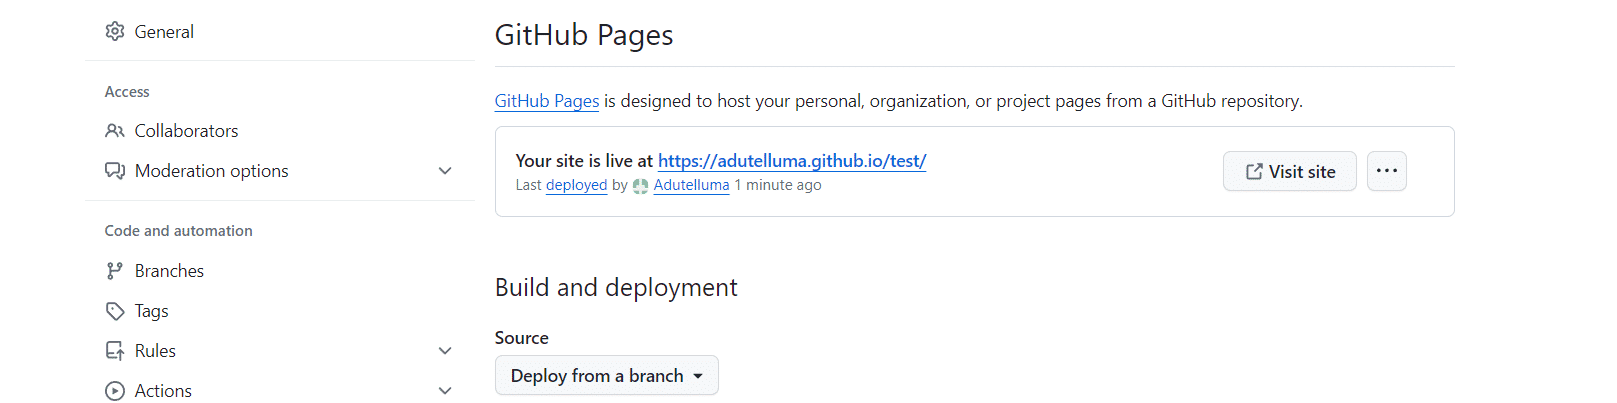 General
Access
Collaborators
Moderation options
Code and automation
Branches
Tags
Rules
Actions
GitHub Pages
GitHub Pages is designed to host your personal, organization, or project pages from a GitHub repository.
Your site is live at https://adutelluma.github.io/test/
Last deployed by Adutelluma 1 minute ago
Visit site
Build and deployment
Source
Deploy from a branch